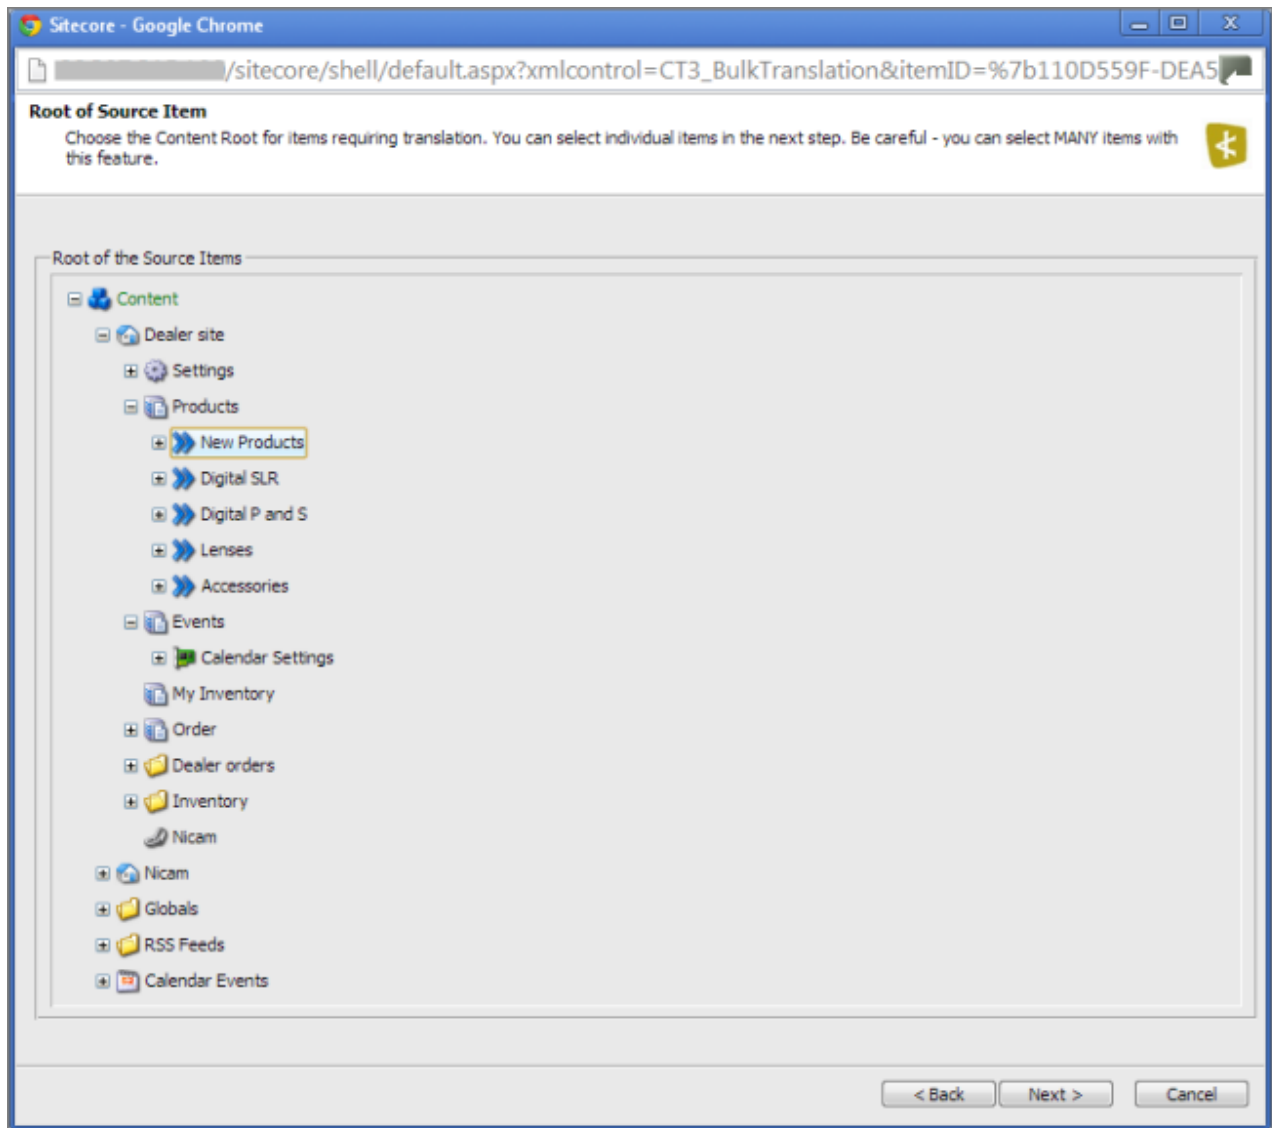 Sitecore - Google Chrome
/sitecore/shell/default.aspx?xmlcontrol=CT3_BulkTranslation&itemID=%7b110D559F-DEA5
Root of Source Item
Choose the Content Root for items requiring translation. You can select individual items in the next step. Be careful - you can select MANY items with
this feature.
Root of the Source Items
Content
Dealer site
Settings
Products
New Products
Digital SLR
Digital P and S
Lenses
Accessories
Events
Calendar Settings
My Inventory
Order
Dealer orders
Inventory
Nicam
Nicam
Globals
RSS Feeds
Calendar Events
< Back Next > Cancel